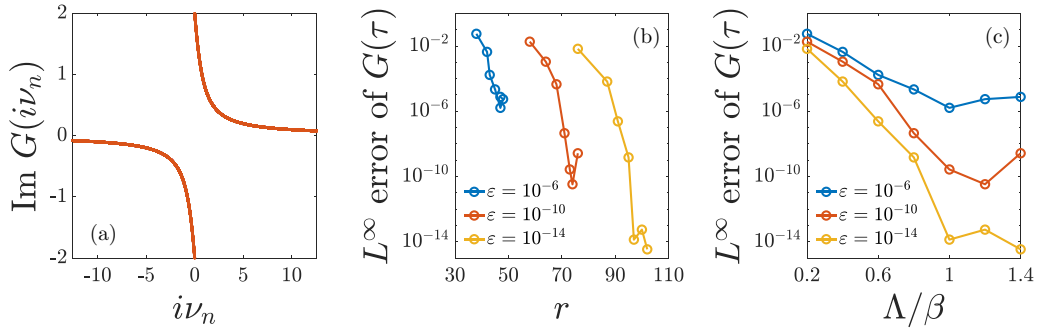 2
1
0
-1
-2
Im G(iν_n)
(a)
-10
-5
0
5
10
iν_n
L^∞ error of G(τ
10^{-2}
10^{-6}
10^{-10}
10^{-14}
(b)
ε = 10^{-6}
ε = 10^{-10}
ε = 10^{-14}
30
50
70
90
110
r
L^∞ error of G(τ
10^{-2}
10^{-6}
10^{-10}
10^{-14}
(c)
ε = 10^{-6}
ε = 10^{-10}
ε = 10^{-14}
0.2
0.6
1
1.4
Λ/β